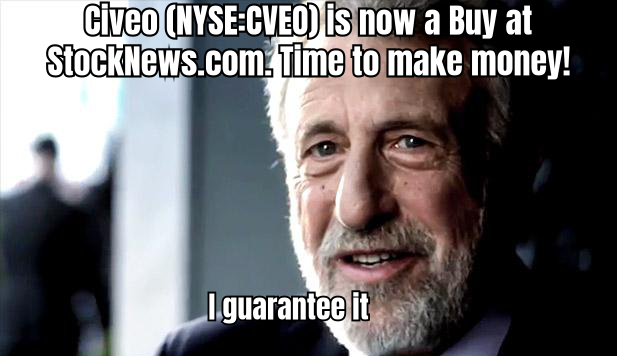 Civeo (NYSE:CVEO) is now a Buy at
StockNews.com. Time to make money!
I guarantee it